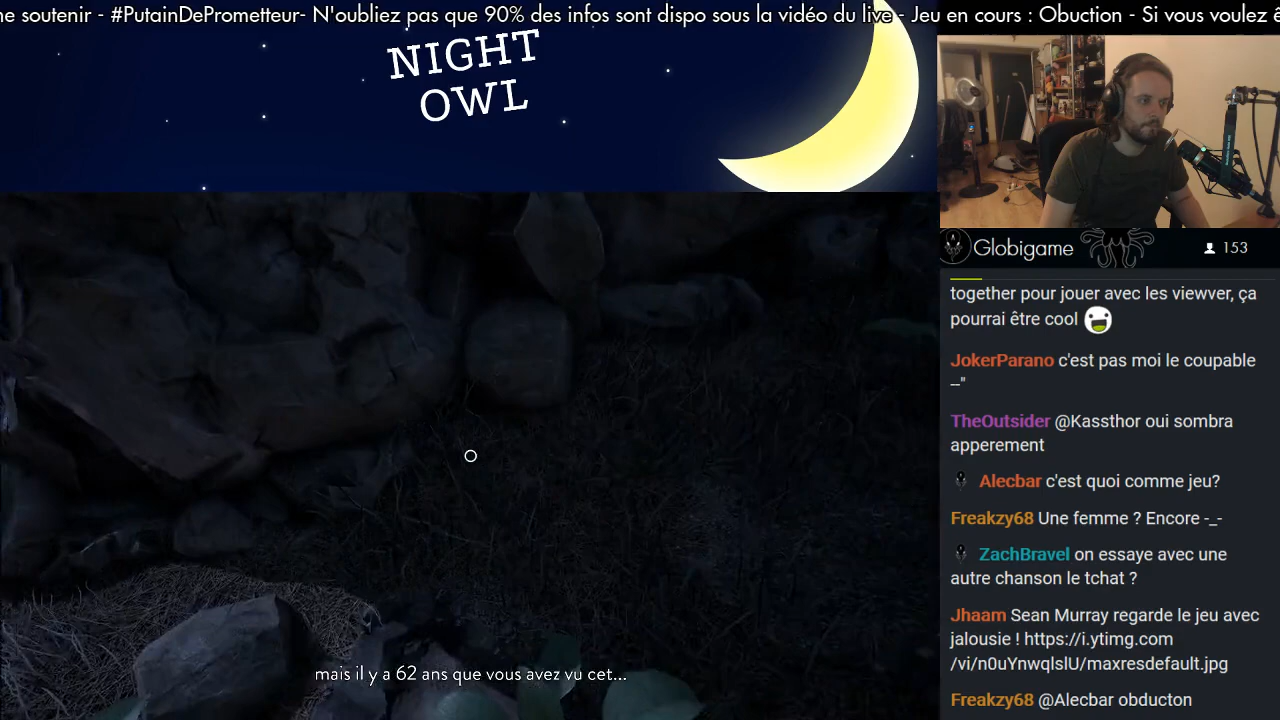 ne soutenir - #PutainDePrometteur- N'oubliez pas que 90% des infos sont dispo sous la vidéo du live - Jeu en cours : Obuction - Si vous voulez ê
NIGHT
OWL
Globigame
153
together pour jouer avec les viewver, ça
pourrai être cool
JokerParano c'est pas moi le coupable
--"
TheOutsider @Kassthor oui sombra
apperement
Alecbar c'est quoi comme jeu?
Freakzy68 Une femme ? Encore -_-
ZachBravel on essaye avec une
autre chanson le tchat ?
Jhaam Sean Murray regarde le jeu avec
jalousie ! https://i.ytimg.com
/vi/n0uYnwqlslU/maxresdefault.jpg
Freakzy68 @Alecbar obducton
mais il y a 62 ans que vous avez vu cet...